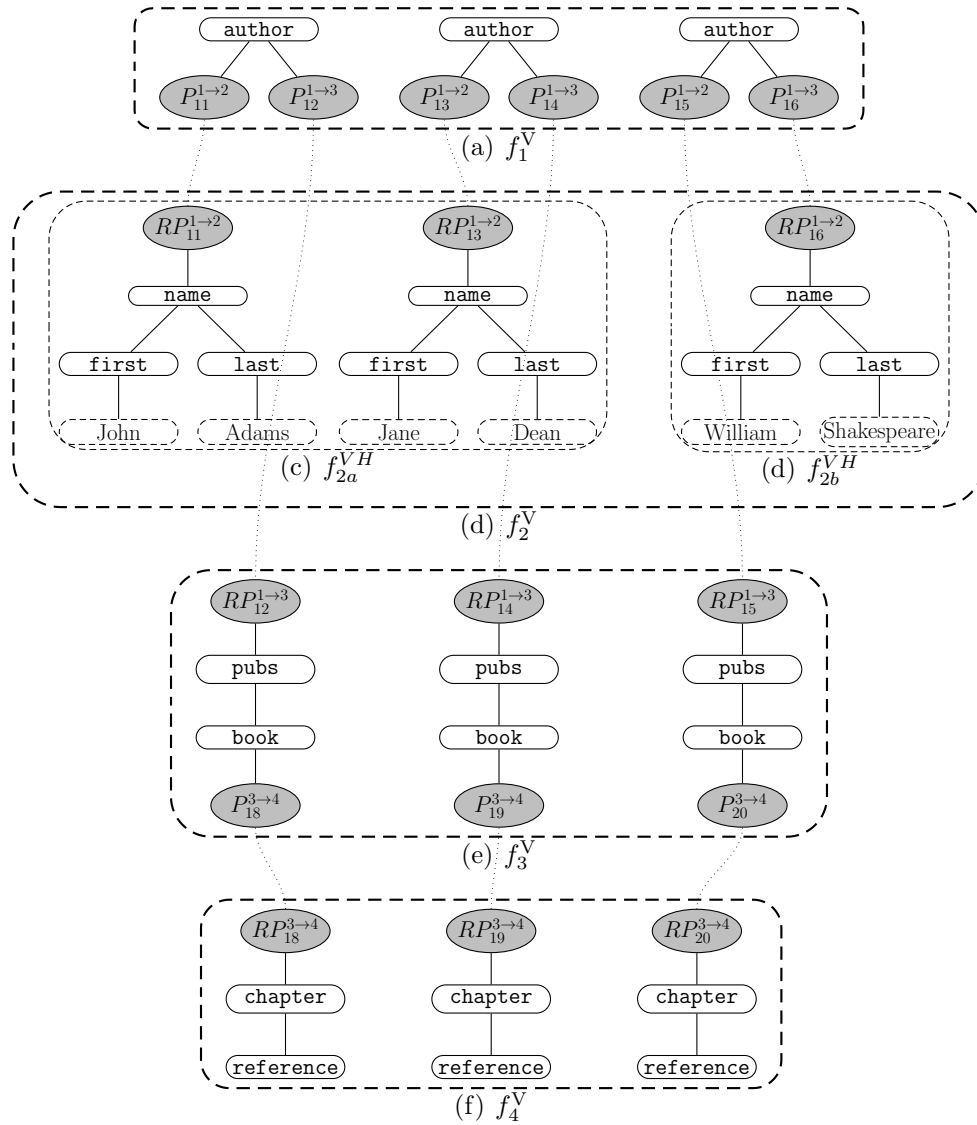 author author author
P_{11}^{1→2} P_{12}^{1→3} P_{13}^{1→2} P_{14}^{1→3} P_{15}^{1→2} P_{16}^{1→3}
(a) f_1^V
RP_{11}^{1→2} RP_{13}^{1→2} RP_{16}^{1→2}
name name name
first last first last first last
John Adams Jane Dean William Shakespeare
(c) f_{2a}^{VH} (d) f_{2b}^{VH}
(d) f_2^V
RP_{12}^{1→3} RP_{14}^{1→3} RP_{15}^{1→3}
pubs pubs pubs
book book book
P_{18}^{3→4} P_{19}^{3→4} P_{20}^{3→4}
(e) f_3^V
RP_{18}^{3→4} RP_{19}^{3→4} RP_{20}^{3→4}
chapter chapter chapter
reference reference reference
(f) f_4^V